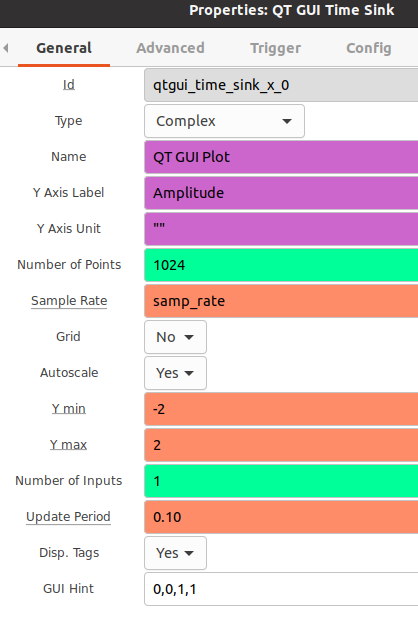 Properties: QT GUI Time Sink
General Advanced Trigger Config
Id qtgui_time_sink_x_0
Type Complex
Name QT GUI Plot
Y Axis Label Amplitude
Y Axis Unit ""
Number of Points 1024
Sample Rate samp_rate
Grid No
Autoscale Yes
Y min -2
Y max 2
Number of Inputs 1
Update Period 0.10
Disp. Tags Yes
GUI Hint 0,0,1,1